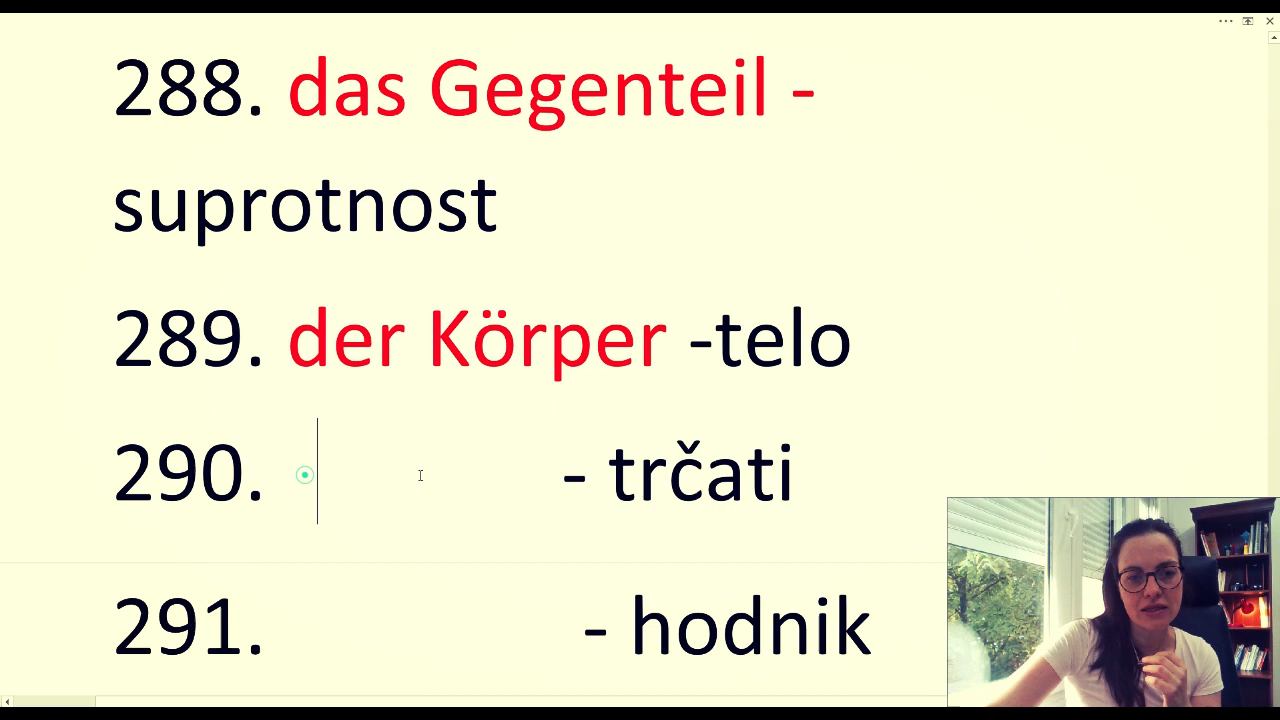 288. das Gegenteil -
suprotnost
289. der Körper -telo
290. - trčati
291. - hodnik